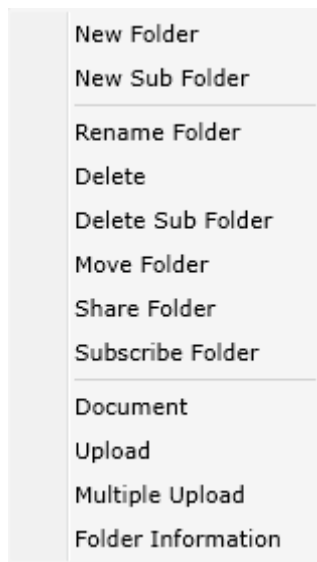 New Folder
New Sub Folder
Rename Folder
Delete
Delete Sub Folder
Move Folder
Share Folder
Subscribe Folder
Document
Upload
Multiple Upload
Folder Information